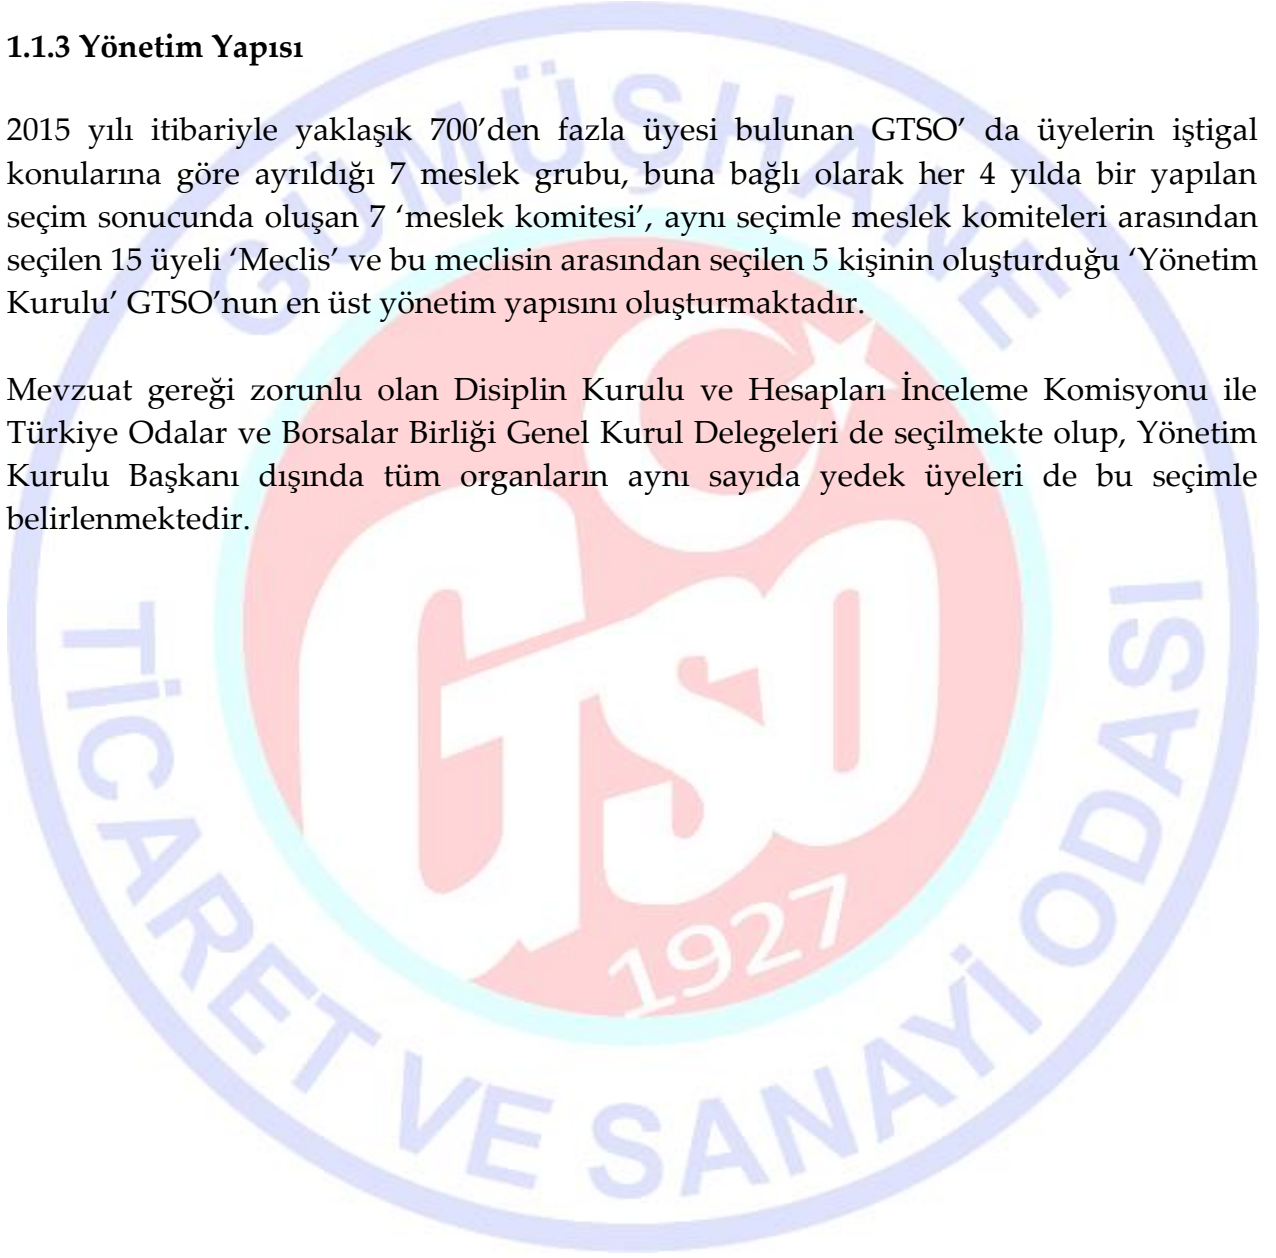 1.1.3 Yönetim Yapısı
2015 yılı itibariyle yaklaşık 700’den fazla üyesi bulunan GTSO’ da üyelerin iştigal
konularına göre ayrıldığı 7 meslek grubu, buna bağlı olarak her 4 yılda bir yapılan
seçim sonucunda oluşan 7 ‘meslek komitesi’, aynı seçimle meslek komiteleri arasından
seçilen 15 üyeli ‘Meclis’ ve bu meclisin arasından seçilen 5 kişinin oluşturduğu ‘Yönetim
Kurulu’ GTSO’nun en üst yönetim yapısını oluşturmaktadır.
Mevzuat gereği zorunlu olan Disiplin Kurulu ve Hesapları İnceleme Komisyonu ile
Türkiye Odalar ve Borsalar Birliği Genel Kurul Delegeleri de seçilmekte olup, Yönetim
Kurulu Başkanı dışında tüm organların aynı sayıda yedek üyeleri de bu seçimle
belirlenmektedir.
GÜMÜŞHANE
TİCARET VE SANAYİ ODASI
GTSO
1927